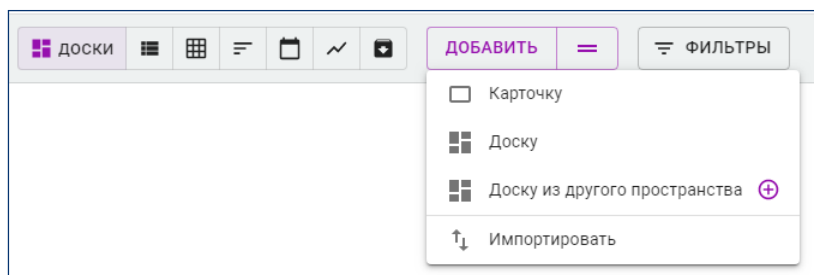 доски
ДОБАВИТЬ
ФИЛЬТРЫ
Карточку
Доску
Доску из другого пространства
Импортировать